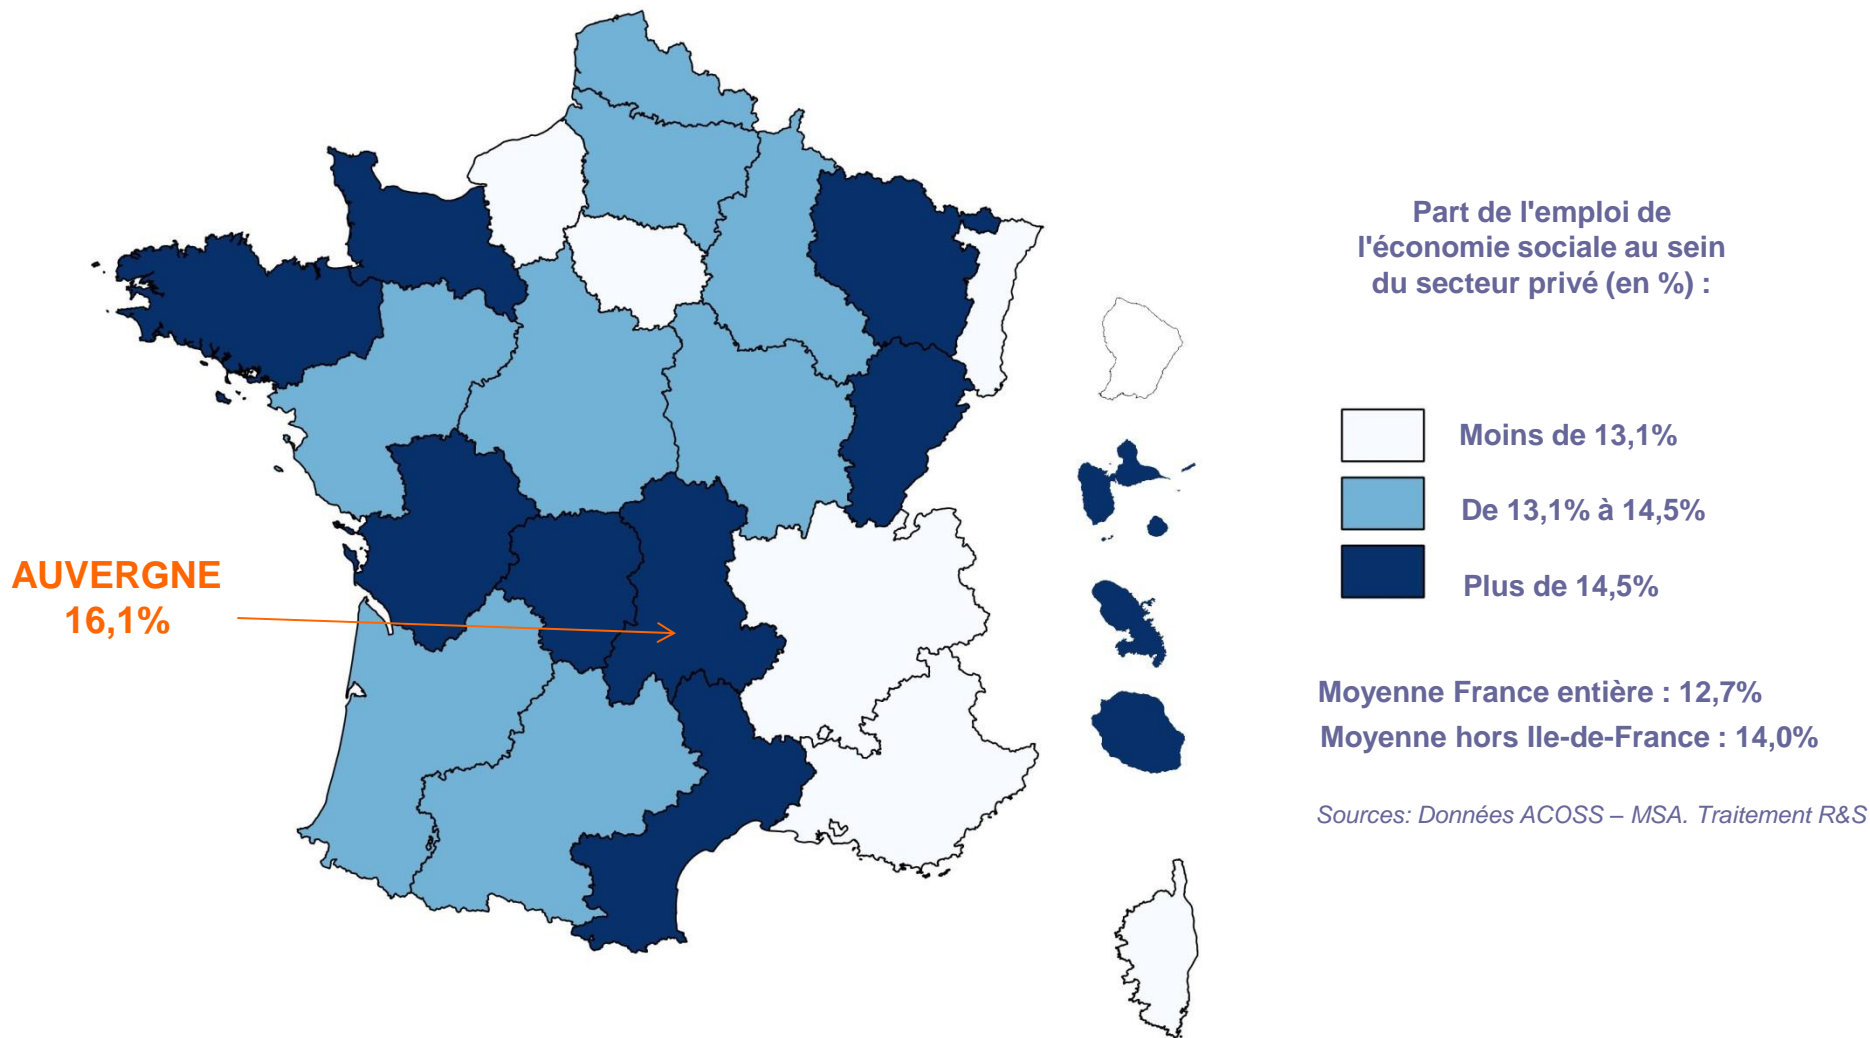 AUVERGNE
16,1%
Part de l'emploi de
l'économie sociale au sein
du secteur privé (en %) :
Moins de 13,1%
De 13,1% à 14,5%
Plus de 14,5%
Moyenne France entière : 12,7%
Moyenne hors Ile-de-France : 14,0%
Sources: Données ACOSS – MSA. Traitement R&S